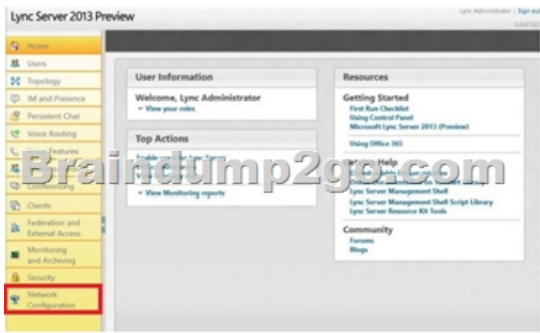 Lync Server 2013 Preview
Lync Administrator | Sign out
Home
Users
Topology
IM and Presence
Persistent Chat
Voice Routing
Voice Features
Conferencing
Clients
Federation and
External Access
Monitoring
and Archiving
Security
Network
Configuration
User Information
Welcome, Lync Administrator
View your roles
Top Actions
View Monitoring reports
Resources
Getting Started
First Run Checklist
Using Control Panel
Microsoft Lync Server 2013 (Preview)
Using Office 365
Help
Lync Server Management Shell
Lync Server Management Shell Script Library
Lync Server Resource Kit Tools
Community
Forums
Blogs
Braindump2go.com